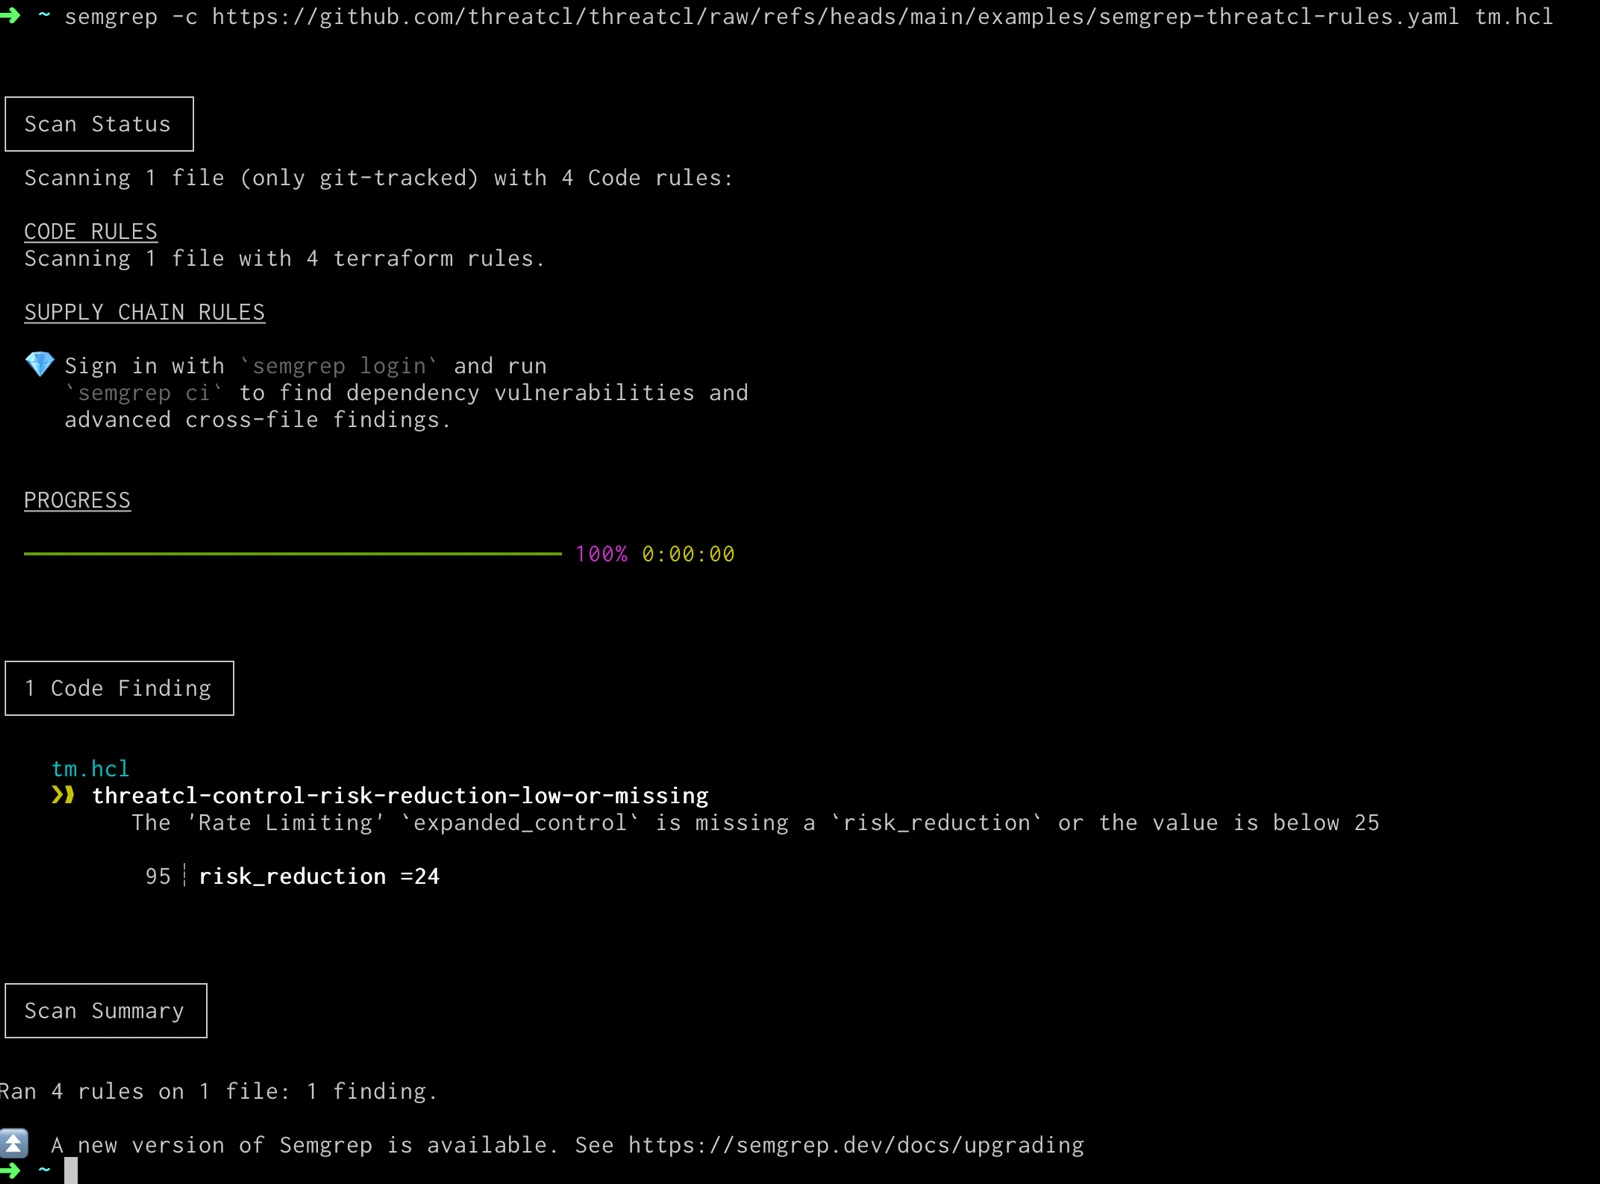 → ~ semgrep -c https://github.com/threatcl/threatcl/raw/refs/heads/main/examples/semgrep-threatcl-rules.yaml tm.hcl
Scan Status
Scanning 1 file (only git-tracked) with 4 Code rules:
CODE RULES
Scanning 1 file with 4 terraform rules.
SUPPLY CHAIN RULES
💎 Sign in with `semgrep login` and run
`semgrep ci` to find dependency vulnerabilities and
advanced cross-file findings.
PROGRESS
100% 0:00:00
1 Code Finding
tm.hcl
❯❱ threatcl-control-risk-reduction-low-or-missing
The 'Rate Limiting' `expanded_control` is missing a `risk_reduction` or the value is below 25
95┆ risk_reduction =24
Scan Summary
Ran 4 rules on 1 file: 1 finding.
⏫ A new version of Semgrep is available. See https://semgrep.dev/docs/upgrading
→ ~